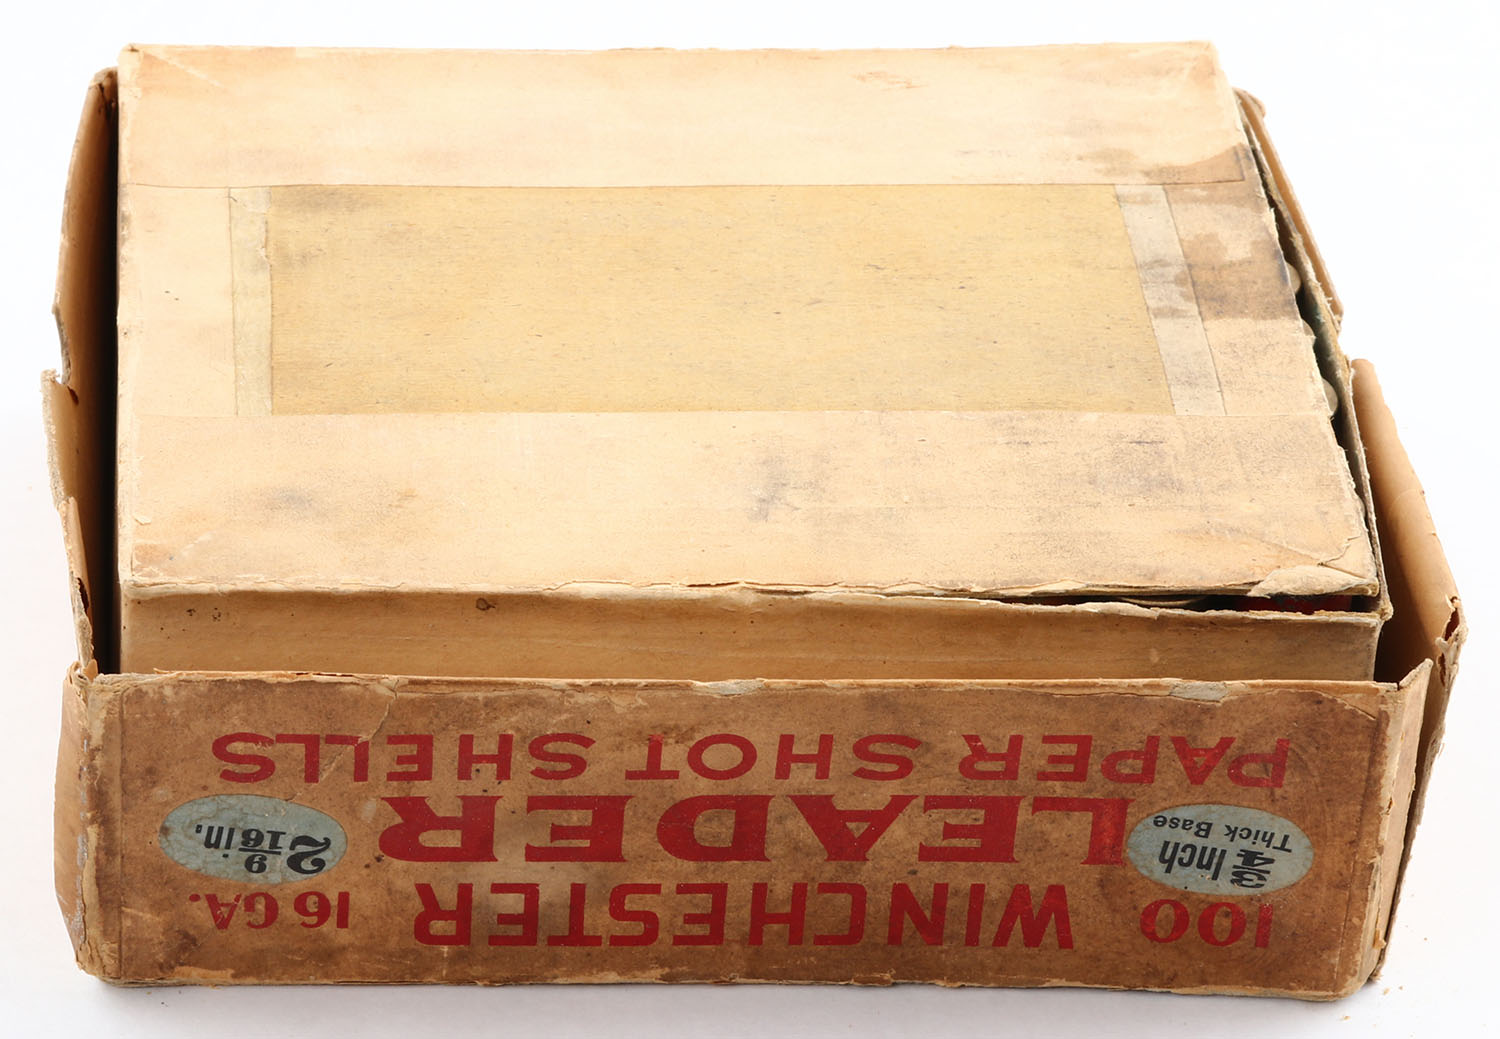 100 WINCHESTER 16 GA.
3/4 Inch
Thick Base
LEADER
2 9/16 in.
PAPER SHOT SHELLS